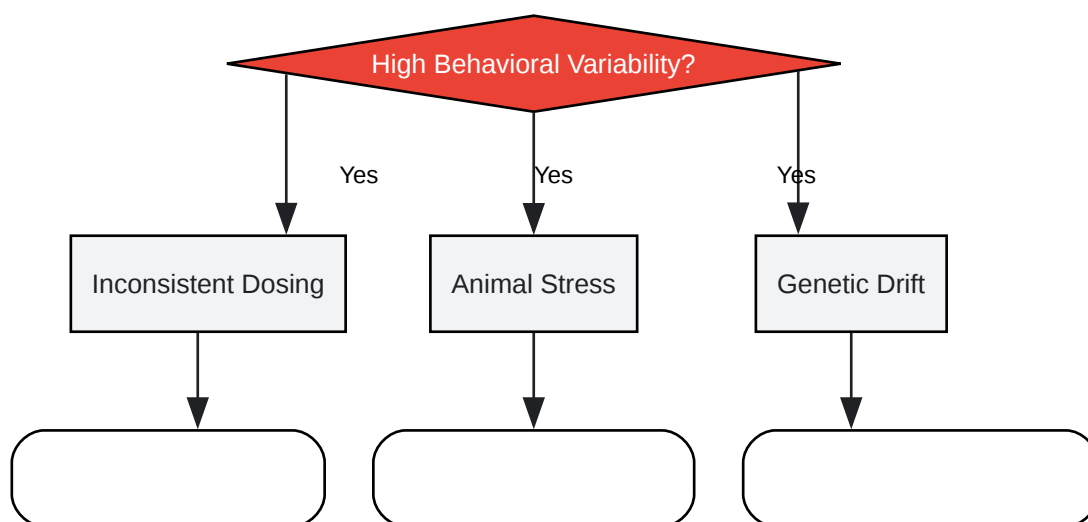 High Behavioral Variability?
Yes
Yes
Yes
Inconsistent Dosing
Animal Stress
Genetic Drift